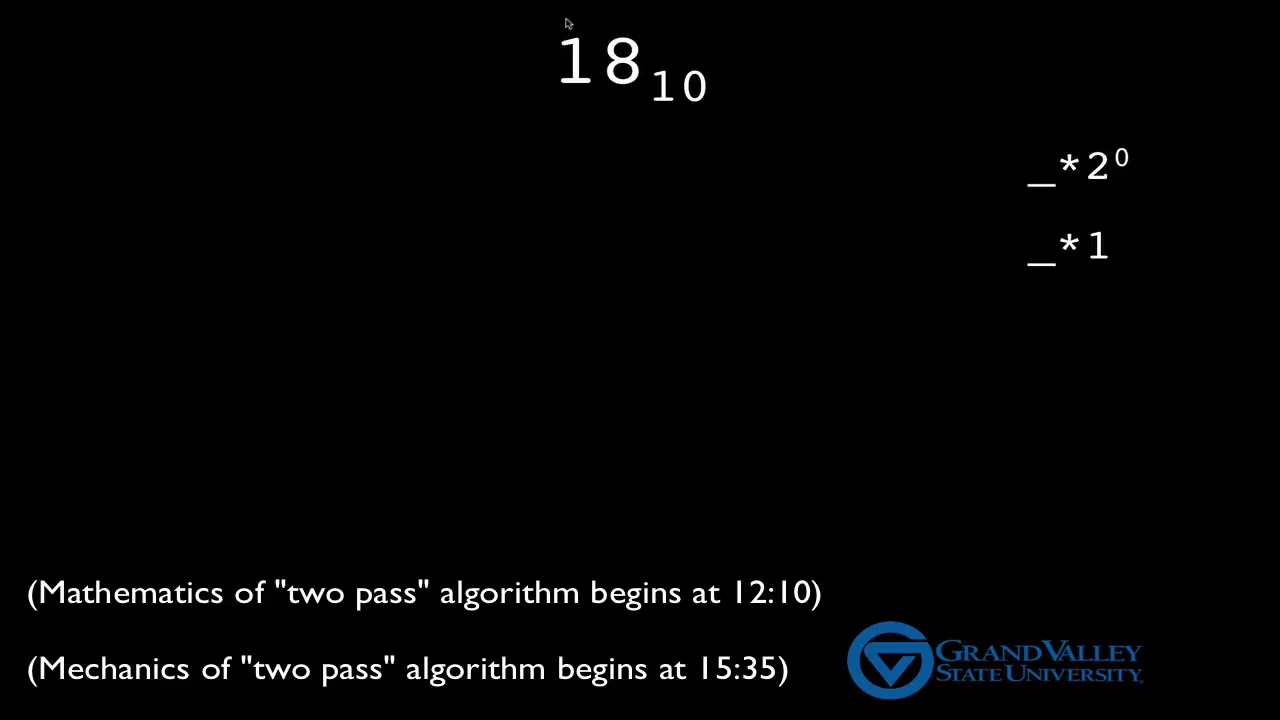 18₁₀
_*2⁰
_*1
(Mathematics of "two pass" algorithm begins at 12:10)
(Mechanics of "two pass" algorithm begins at 15:35)
GRAND VALLEY
STATE UNIVERSITY